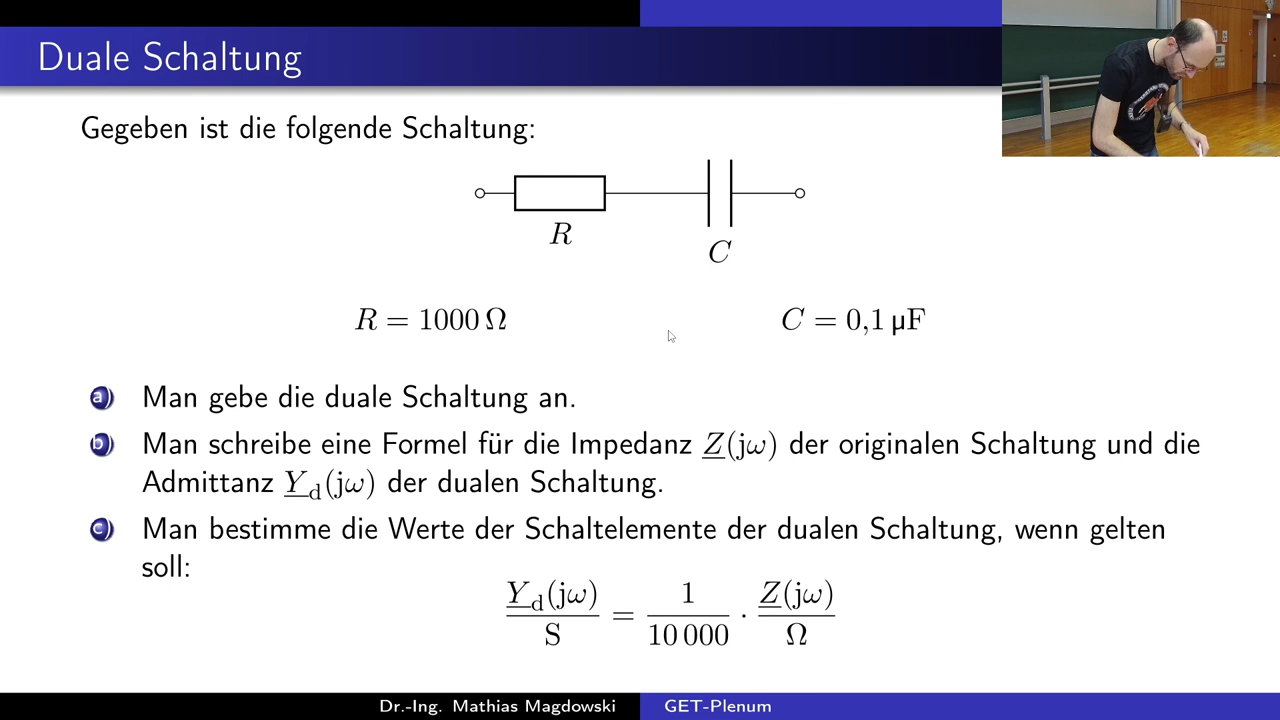 Duale Schaltung
Gegeben ist die folgende Schaltung:
R
C
R = 1000 Ω
C = 0,1 µF
a) Man gebe die duale Schaltung an.
b) Man schreibe eine Formel für die Impedanz Z(jω) der originalen Schaltung und die
Admittanz Y_d(jω) der dualen Schaltung.
c) Man bestimme die Werte der Schaltelemente der dualen Schaltung, wenn gelten
soll:
Y_d(jω)/S = 1/10 000 · Z(jω)/Ω
Dr.-Ing. Mathias Magdowski
GET-Plenum